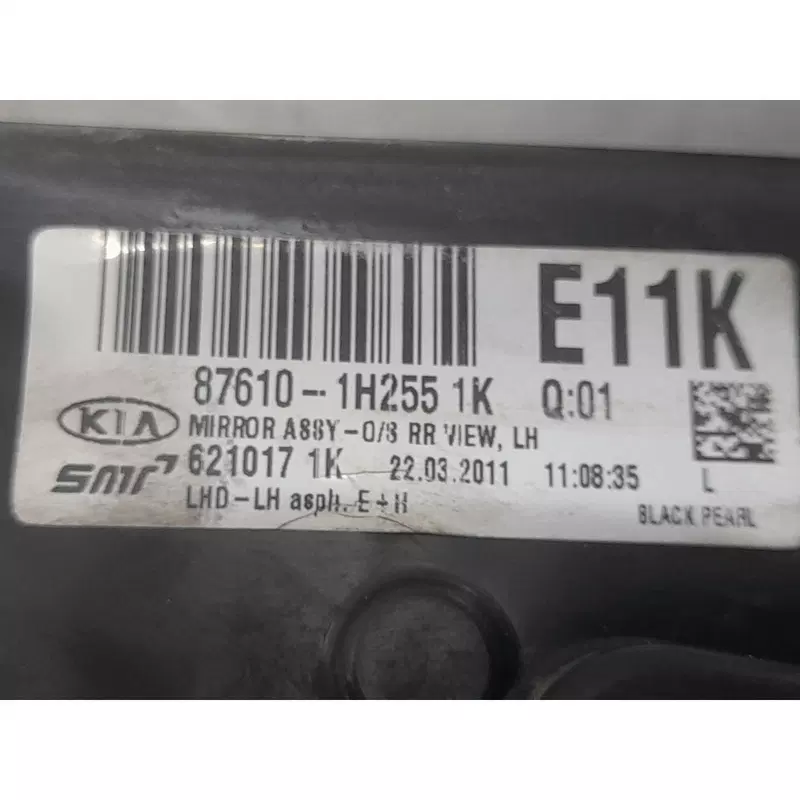 E11K
87610-1H255 1K Q:01
KIA
MIRROR ASSY-O/S RR VIEW, LH
smr 621017 1K 22.03.2011 11:08:35 L
LHD-LH asph. E+H BLACK PEARL